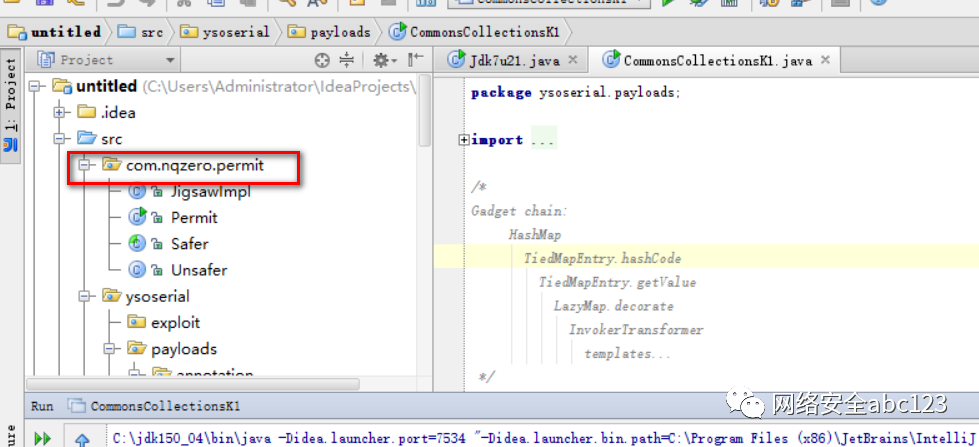 CommonsCollectionsK1
untitled src ysoserial payloads CommonsCollectionsK1
1: Project
Project
untitled (C:\Users\Administrator\IdeaProjects\
.idea
src
com.nqzero.permit
JigsawImpl
Permit
Safer
Unsafer
ysoserial
exploit
payloads
annotation
Jdk7u21.java CommonsCollectionsK1.java
package ysoserial.payloads;
import ...
/*
Gadget chain:
HashMap
TiedMapEntry.hashCode
TiedMapEntry.getValue
LazyMap.decorate
InvokerTransformer
templates...
*/
网络安全abc123
Run CommonsCollectionsK1
C:\jdk150_04\bin\java -Didea.launcher.port=7534 "-Didea.launcher.bin.path=C:\Program Files (x86)\JetBrains\Intellij